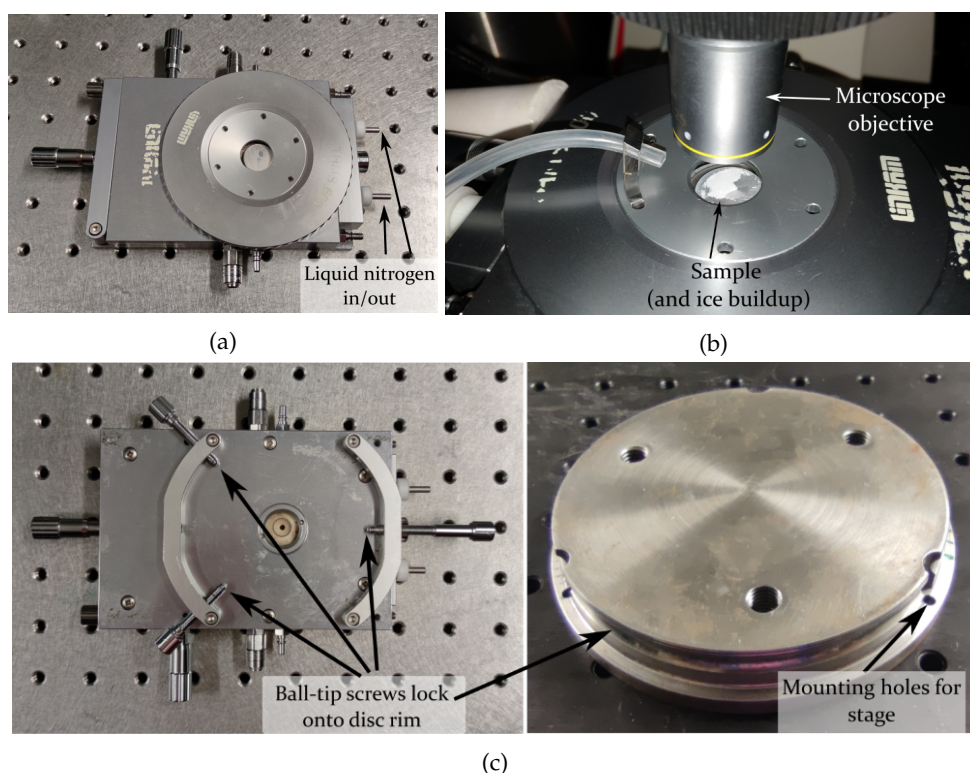 Liquid nitrogen
in/out
(a)
Microscope
objective
LINKAM
Sample
(and ice buildup)
(b)
Ball-tip screws lock
onto disc rim
Mounting holes for
stage
(c)